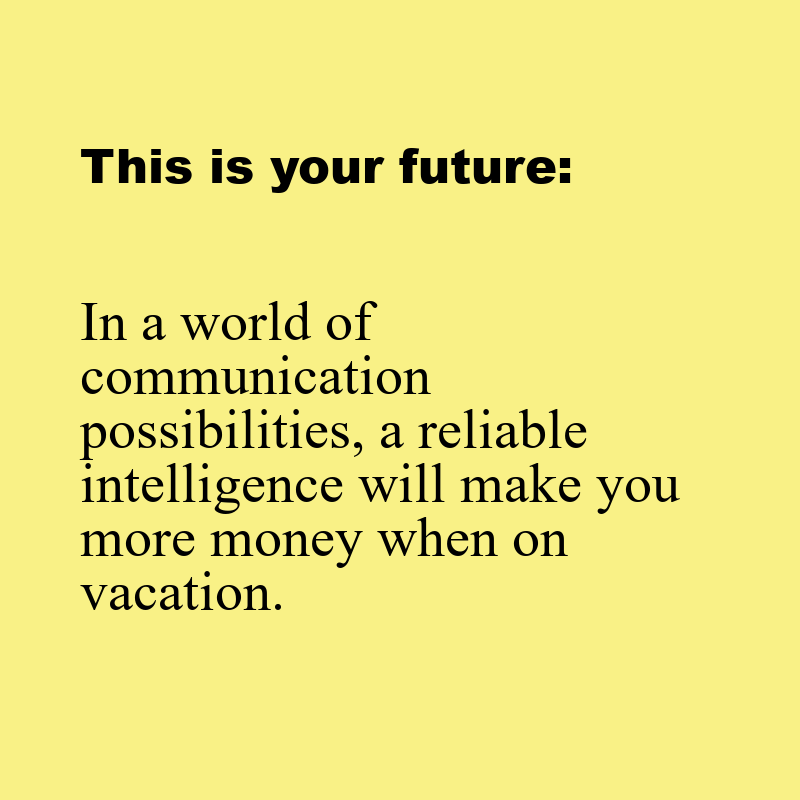 This is your future:
In a world of
communication
possibilities, a reliable
intelligence will make you
more money when on
vacation.